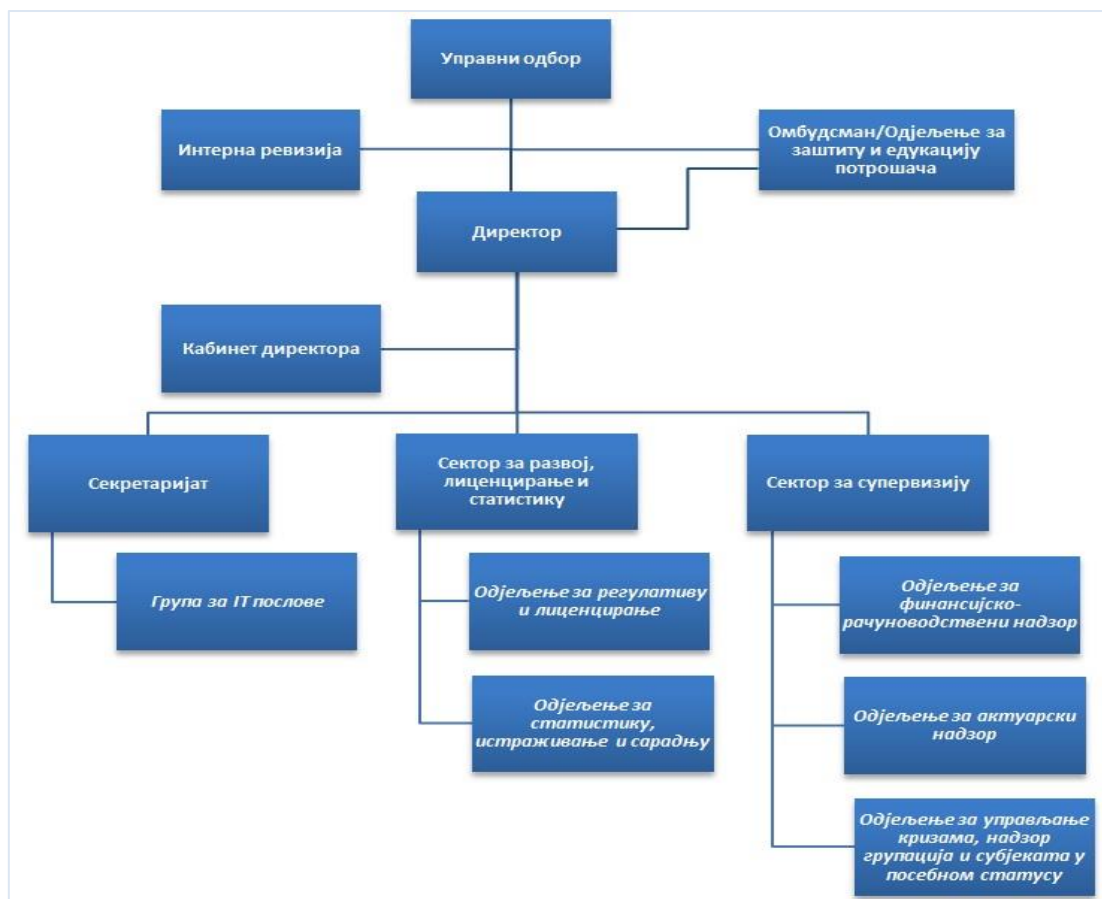 Управни одбор
Интерна ревизија
Омбудсман/Одјељење за
заштиту и едукацију
потрошача
Директор
Кабинет директора
Секретаријат
Сектор за развој,
лиценцирање и
статистику
Сектор за супервизију
Група за IT послове
Одјељење за регулативу
и лиценцирање
Одјељење за
статистику,
истраживање и сарадњу
Одјељење за
финансијско-
рачуноводствени надзор
Одјељење за актуарски
надзор
Одјељење за управљање
кризама, надзор
групација и субјеката у
посебном статусу